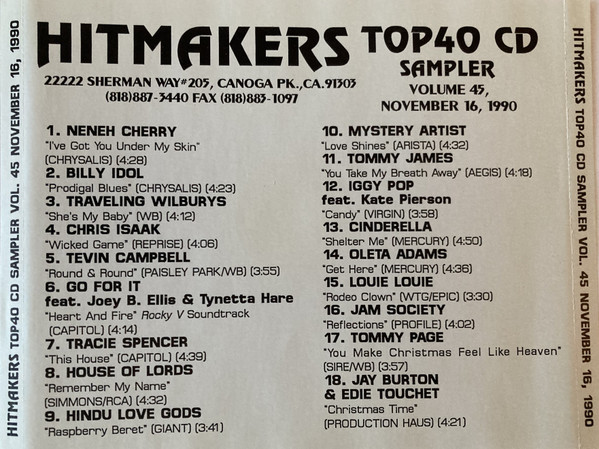 HITMAKERS TOP40 CD SAMPLER VOL. 45 NOVEMBER 16, 1990
HITMAKERS TOP40 CD
SAMPLER
22222 SHERMAN WAY#205, CANOGA PK.,CA.91303
(818)887-3440 FAX (818)883-1097
VOLUME 45,
NOVEMBER 16, 1990
1. NENEH CHERRY
"I've Got You Under My Skin"
(CHRYSALIS) (4:28)
2. BILLY IDOL
"Prodigal Blues" (CHRYSALIS) (4:23)
3. TRAVELING WILBURYS
"She's My Baby" (WB) (4:12)
4. CHRIS ISAAK
"Wicked Game" (REPRISE) (4:06)
5. TEVIN CAMPBELL
"Round & Round" (PAISLEY PARK/WB) (3:55)
6. GO FOR IT
feat. Joey B. Ellis & Tynetta Hare
"Heart And Fire" Rocky V Soundtrack
(CAPITOL) (4:14)
7. TRACIE SPENCER
"This House" (CAPITOL) (4:39)
8. HOUSE OF LORDS
"Remember My Name"
(SIMMONS/RCA) (4:32)
9. HINDU LOVE GODS
"Raspberry Beret" (GIANT) (3:41)
10. MYSTERY ARTIST
"Love Shines" (ARISTA) (4:32)
11. TOMMY JAMES
"You Take My Breath Away" (AEGIS) (4:18)
12. IGGY POP
feat. Kate Pierson
"Candy" (VIRGIN) (3:58)
13. CINDERELLA
"Shelter Me" (MERCURY) (4:50)
14. OLETA ADAMS
"Get Here" (MERCURY) (4:36)
15. LOUIE LOUIE
"Rodeo Clown" (WTG/EPIC) (3:30)
16. JAM SOCIETY
"Reflections" (PROFILE) (4:02)
17. TOMMY PAGE
"You Make Christmas Feel Like Heaven"
(SIRE/WB) (3:57)
18. JAY BURTON
& EDIE TOUCHET
"Christmas Time"
(PRODUCTION HAUS) (4:21)
HITMAKERS TOP40 CD SAMPLER VOL. 45 NOVEMBER 16, 1990